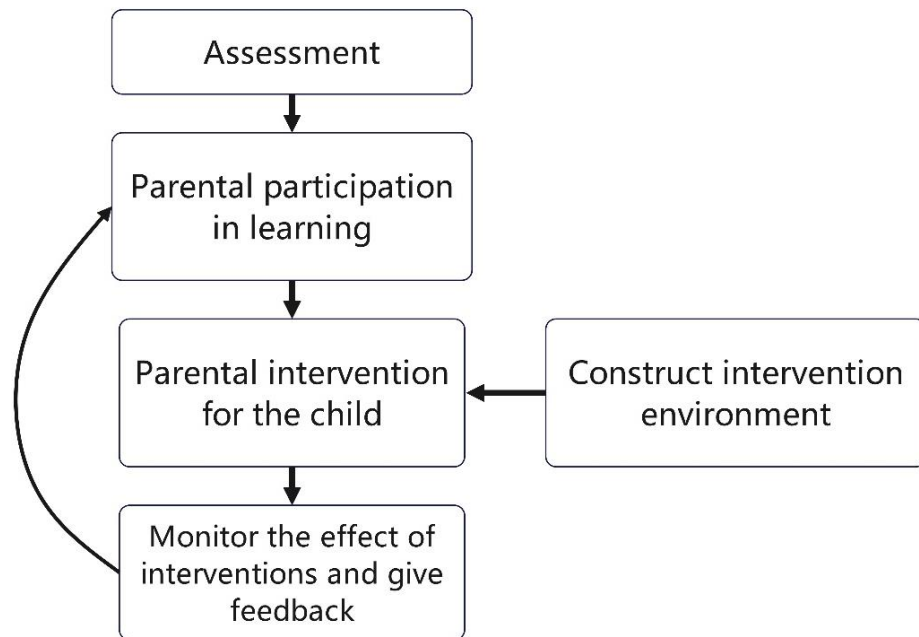 Assessment
Parental participation
in learning
Parental intervention
for the child
Construct intervention
environment
Monitor the effect of
interventions and give
feedback